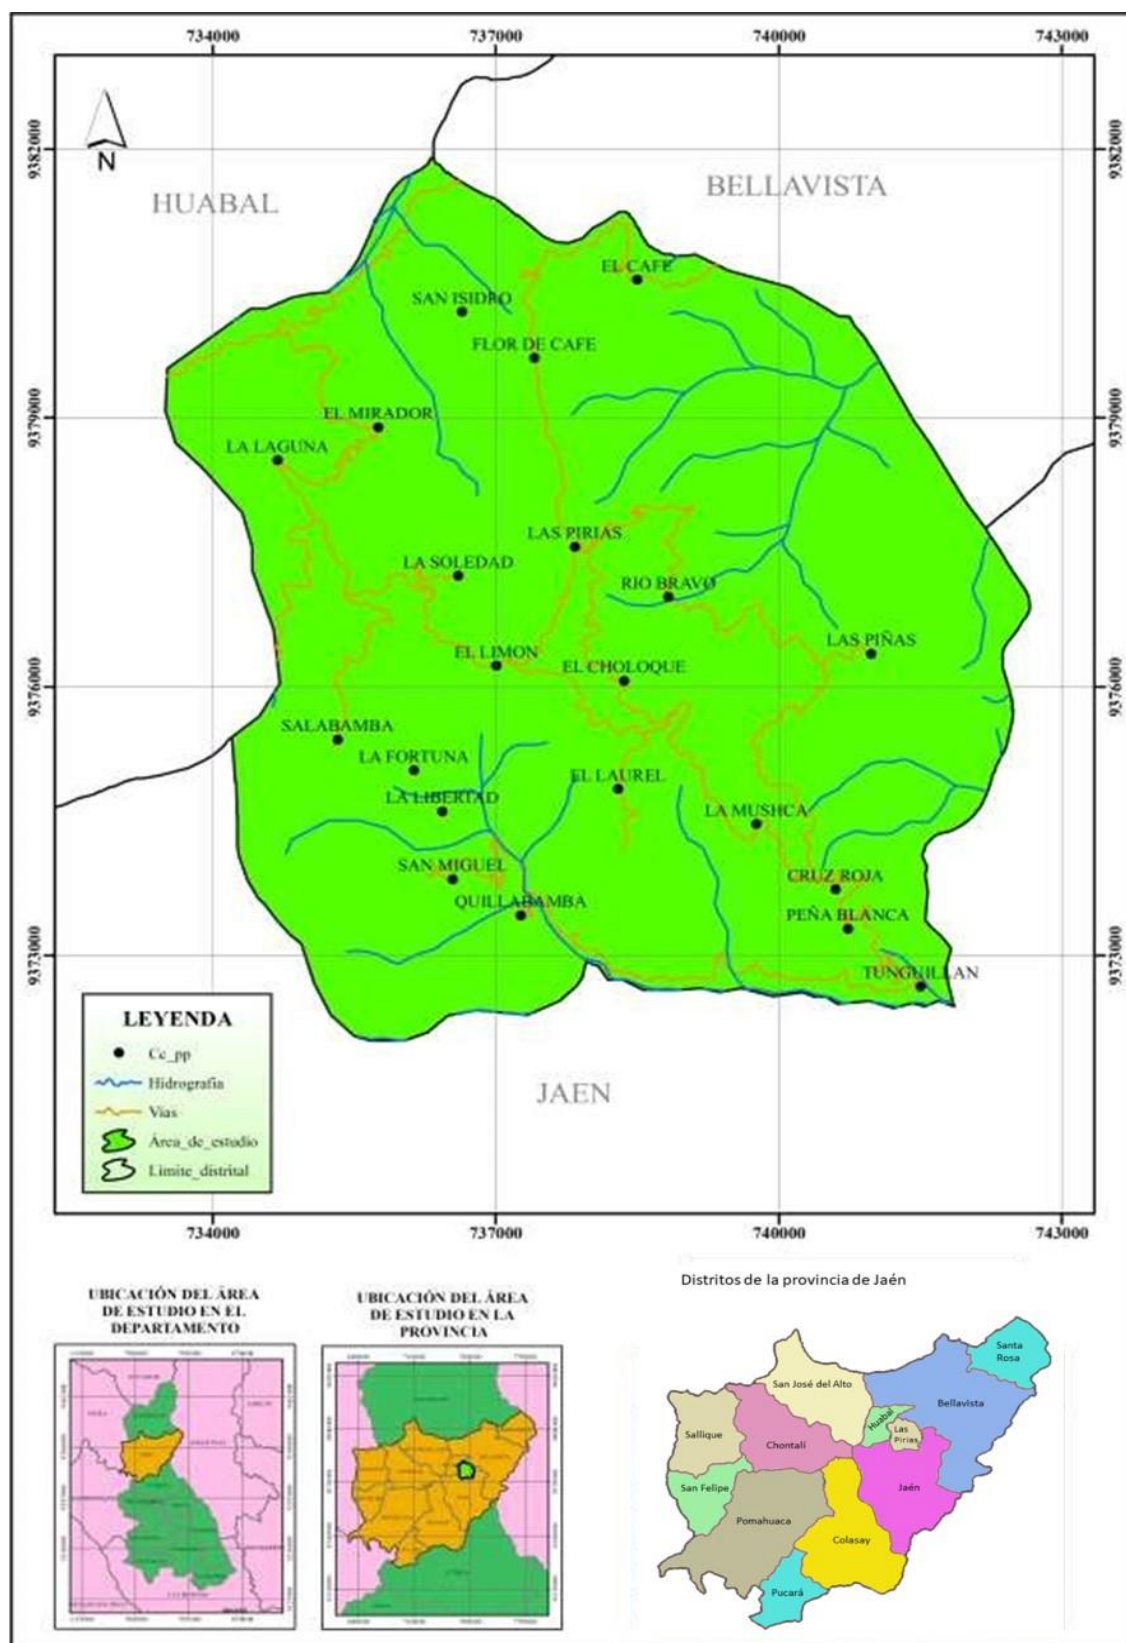 734000
737000
740000
743000
9382000
9382000
N
HUABAL
BELLAVISTA
EL CAFE
SAN ISIDRO
FLOR DE CAFE
9379000
9379000
EL MIRADOR
LA LAGUNA
LAS PIRIAS
LA SOLEDAD
RIO BRAVO
LAS PIÑAS
EL LIMON
EL CHOLOQUE
9376000
9376000
SALABAMBA
LA FORTUNA
EL LAUREL
LA LIBERTAD
LA MUSHCA
SAN MIGUEL
CRUZ ROJA
QUILLABAMBA
PEÑA BLANCA
9373000
9373000
TUNGUILLAN
LEYENDA
Cc_pp
Hidrografia
Vias
Área_de_estudio
Limite_distrital
JAEN
734000
737000
740000
743000
UBICACIÓN DEL ÁREA
DE ESTUDIO EN EL
DEPARTAMENTO
UBICACIÓN DEL ÁREA
DE ESTUDIO EN LA
PROVINCIA
Distritos de la provincia de Jaén
Santa
Rosa
San José del Alto
Bellavista
Huabal
Las
Pirias
Sallique
Chontalí
San Felipe
Jaén
Pomahuaca
Colasay
Pucará